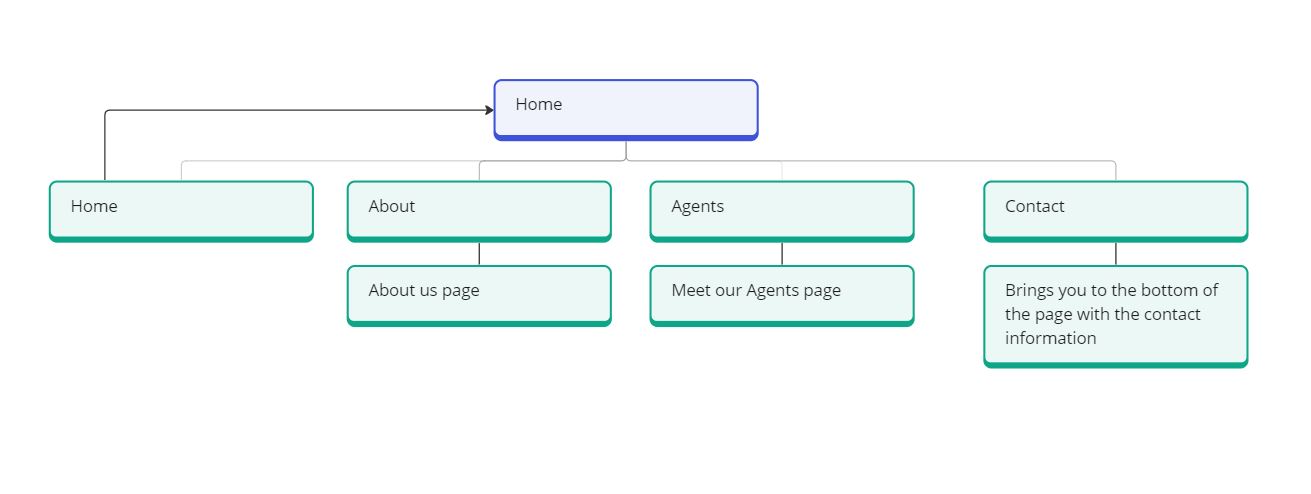 Home
Home
About
Agents
Contact
About us page
Meet our Agents page
Brings you to the bottom of
the page with the contact
information